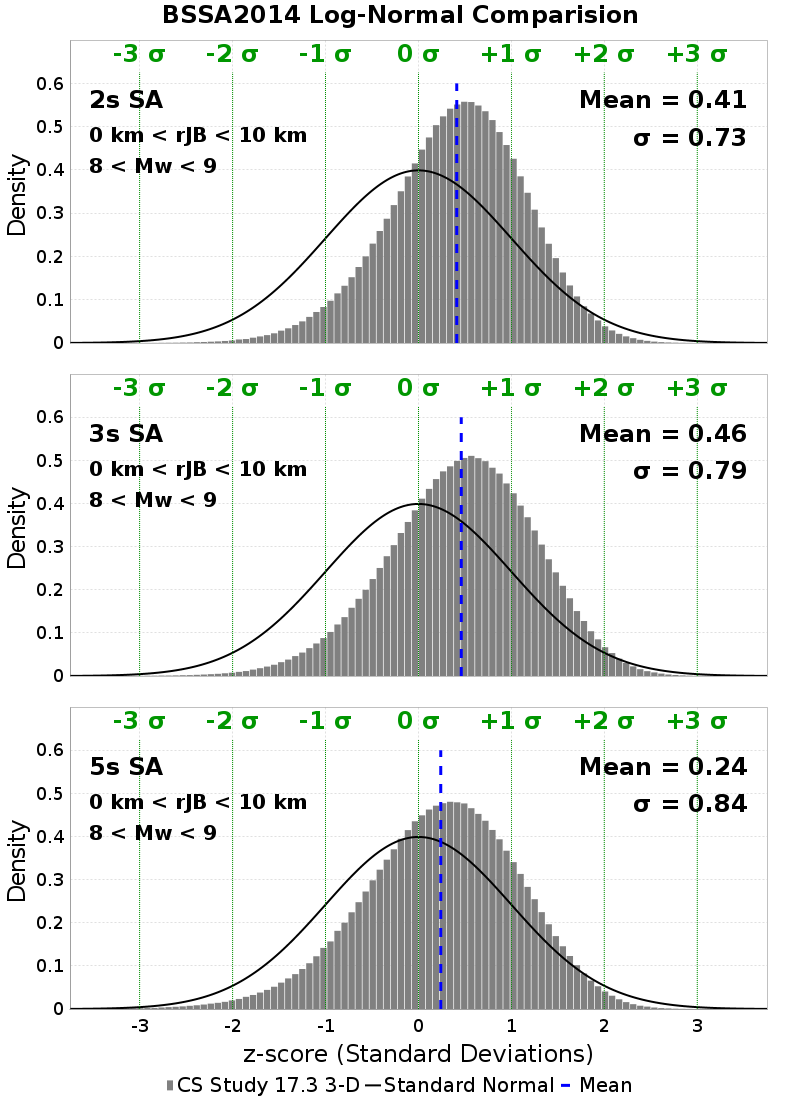 BSSA2014 Log-Normal Comparision
-3 σ -2 σ -1 σ 0 σ +1 σ +2 σ +3 σ
0.6
2s SA Mean = 0.41
0.5
0 km < rJB < 10 km σ = 0.73
8 < Mw < 9
0.4
0.3
0.2
0.1
0
Density
-3 σ -2 σ -1 σ 0 σ +1 σ +2 σ +3 σ
0.6
3s SA Mean = 0.46
0.5
0 km < rJB < 10 km σ = 0.79
8 < Mw < 9
0.4
0.3
0.2
0.1
0
Density
-3 σ -2 σ -1 σ 0 σ +1 σ +2 σ +3 σ
0.6
5s SA Mean = 0.24
0.5
0 km < rJB < 10 km σ = 0.84
8 < Mw < 9
0.4
0.3
0.2
0.1
0
Density
-3 -2 -1 0 1 2 3
z-score (Standard Deviations)
CS Study 17.3 3-D Standard Normal Mean